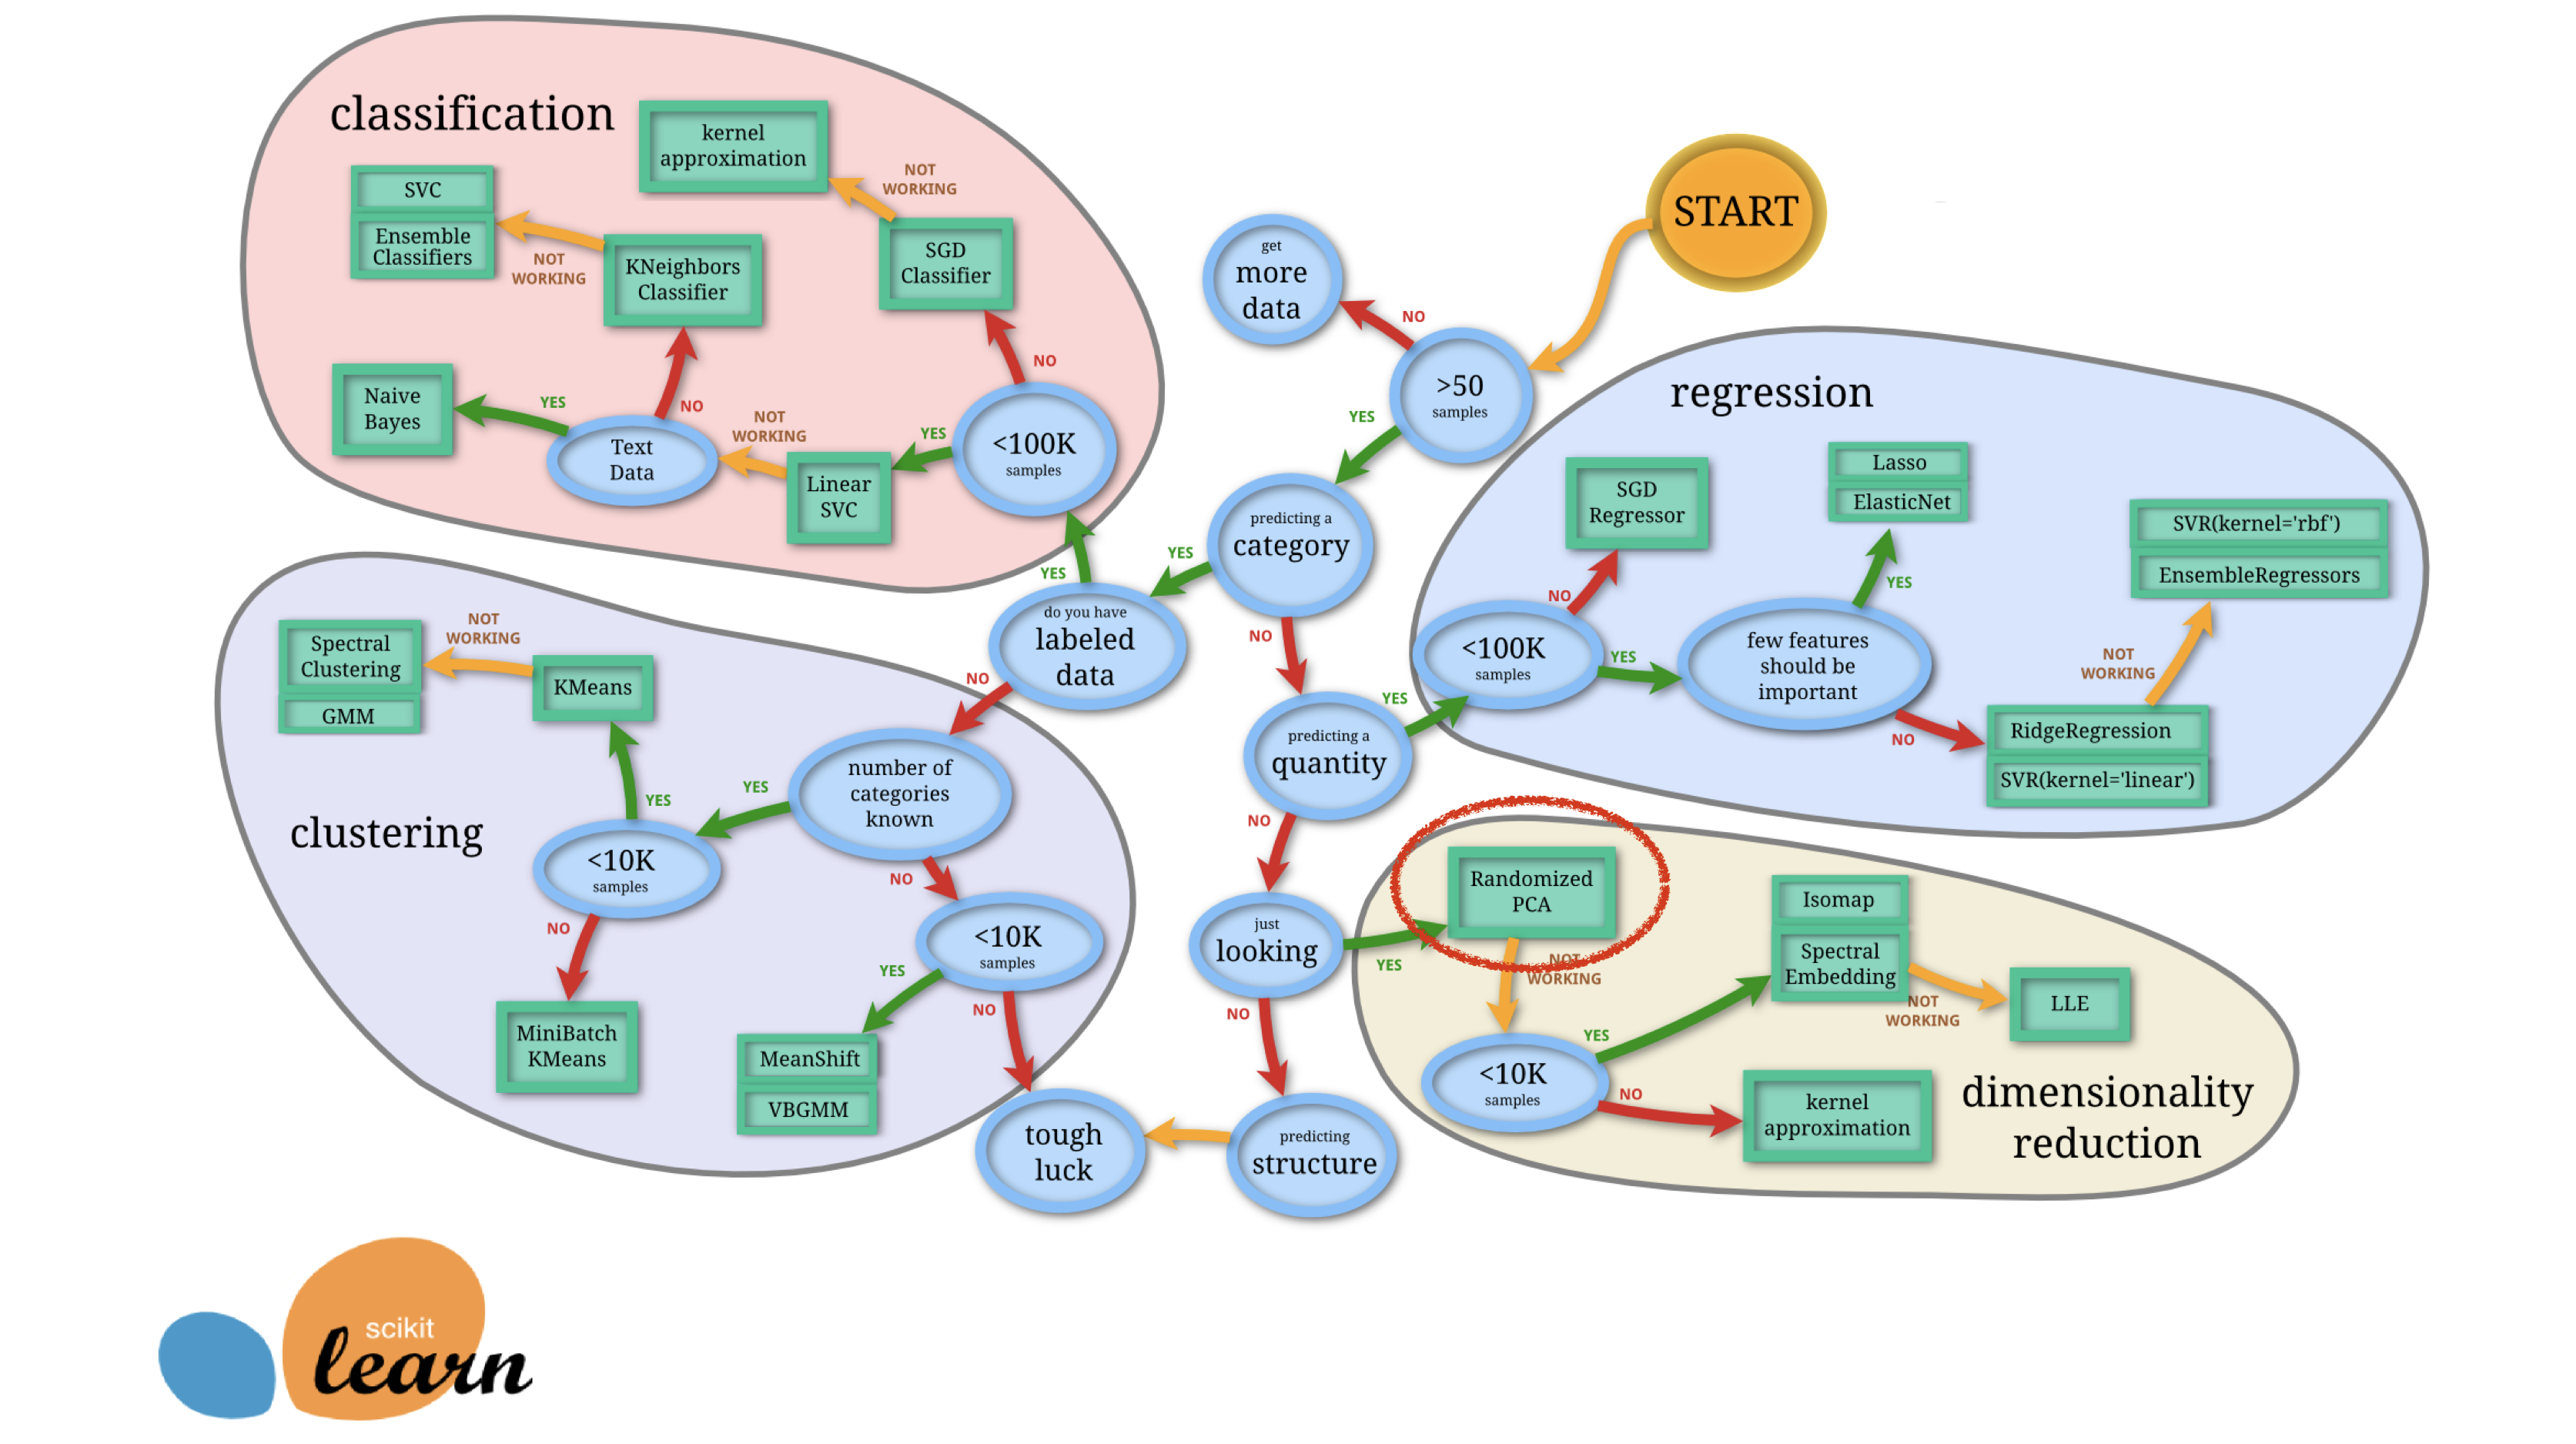 classification
kernel
approximation
NOT
WORKING
SVC
Ensemble
Classifiers
NOT
WORKING
KNeighbors
Classifier
SGD
Classifier
NO
Naive
Bayes
YES
Text
Data
NO
NOT
WORKING
Linear
SVC
YES
<100K
samples
YES
START
get
more
data
NO
>50
samples
YES
predicting a
category
YES
NO
do you have
labeled
data
NO
predicting a
quantity
YES
NO
just
looking
YES
NO
predicting
structure
tough
luck
regression
SGD
Regressor
NO
<100K
samples
YES
few features
should be
important
YES
Lasso
ElasticNet
NO
RidgeRegression
SVR(kernel='linear')
NOT
WORKING
SVR(kernel='rbf')
EnsembleRegressors
clustering
Spectral
Clustering
GMM
NOT
WORKING
KMeans
YES
<10K
samples
YES
number of
categories
known
NO
NO
MiniBatch
KMeans
<10K
samples
YES
NO
MeanShift
VBGMM
Randomized
PCA
NOT
WORKING
<10K
samples
YES
NO
Isomap
Spectral
Embedding
NOT
WORKING
LLE
kernel
approximation
dimensionality
reduction
scikit
learn